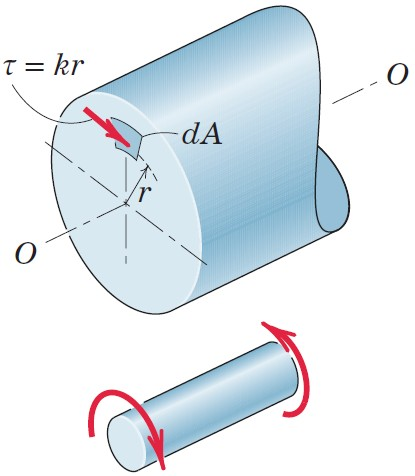 τ = kr
O
dA
r
O